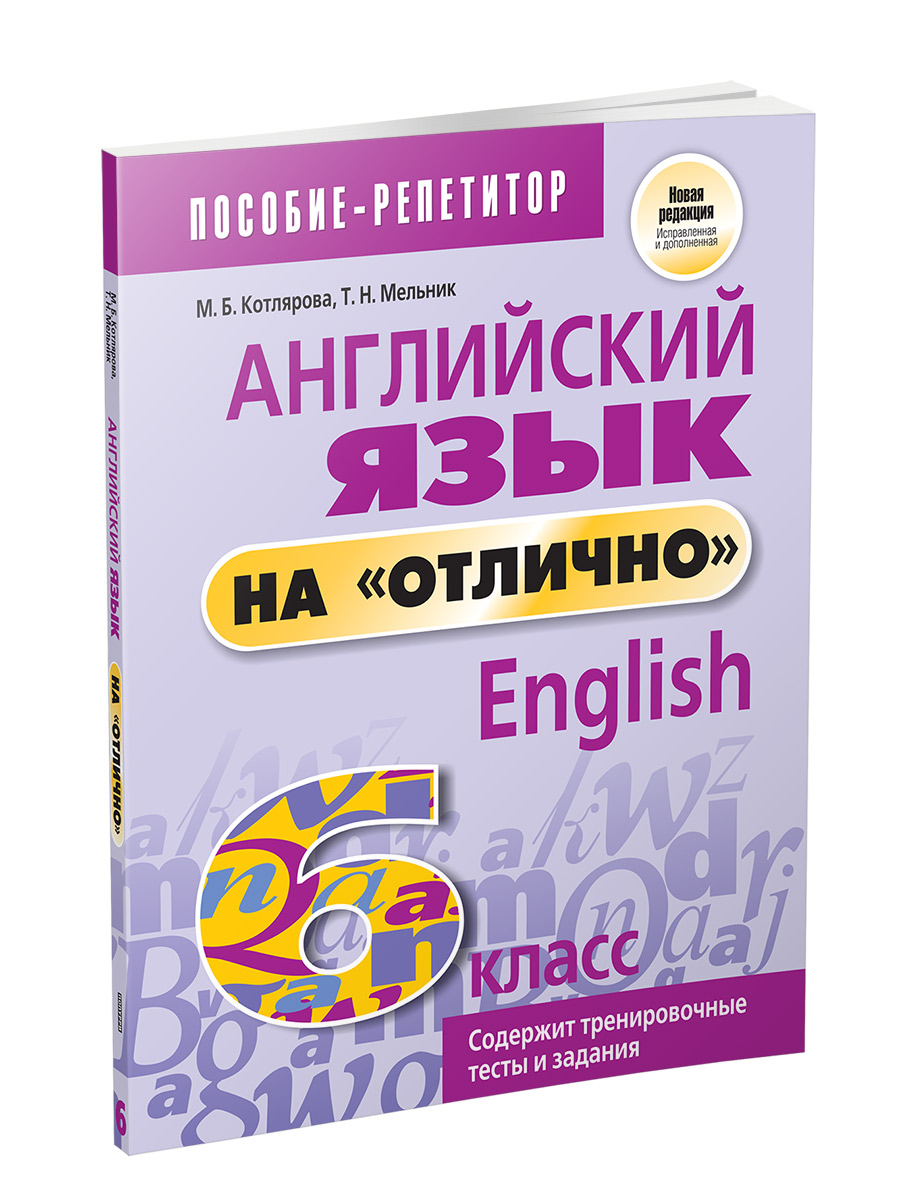 ПОСОБИЕ-РЕПЕТИТОР
Новая
редакция
Исправленная
и дополненная
М. Б. Котлярова, Т. Н. Мельник
АНГЛИЙСКИЙ
ЯЗЫК
НА «ОТЛИЧНО»
English
6
класс
Содержит тренировочные
тесты и задания
М. Б. Котлярова,
Т. Н. Мельник
АНГЛИЙСКИЙ ЯЗЫК
НА «ОТЛИЧНО»
6